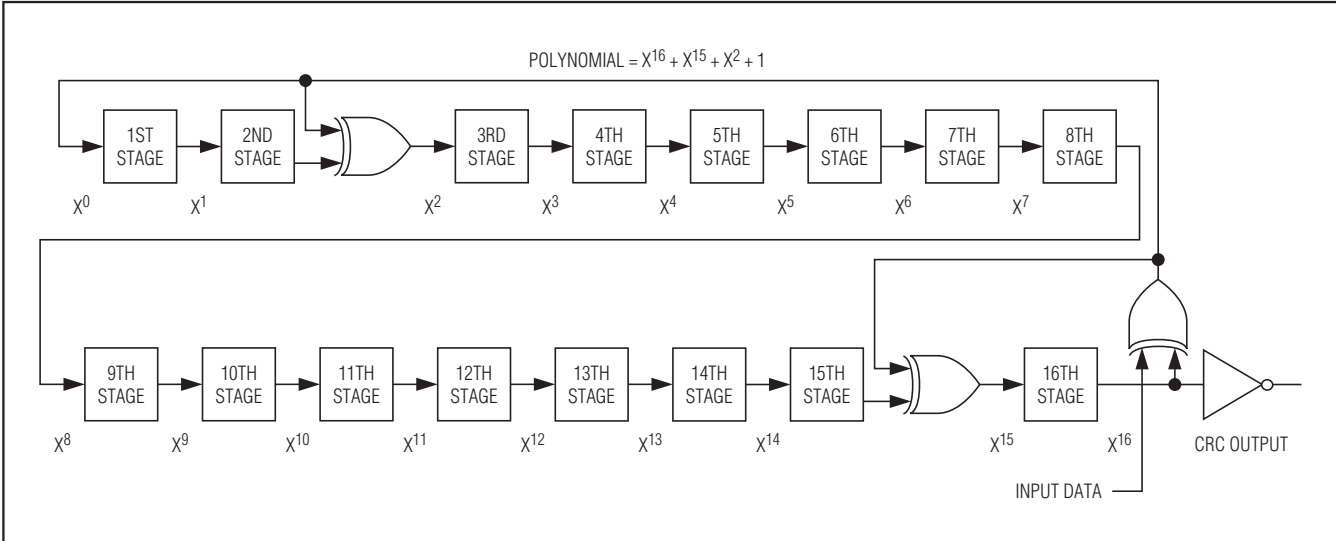 POLYNOMIAL = X¹⁶ + X¹⁵ + X² + 1
1ST STAGE
2ND STAGE
3RD STAGE
4TH STAGE
5TH STAGE
6TH STAGE
7TH STAGE
8TH STAGE
X⁰
X¹
X²
X³
X⁴
X⁵
X⁶
X⁷
9TH STAGE
10TH STAGE
11TH STAGE
12TH STAGE
13TH STAGE
14TH STAGE
15TH STAGE
16TH STAGE
X⁸
X⁹
X¹⁰
X¹¹
X¹²
X¹³
X¹⁴
X¹⁵
X¹⁶
CRC OUTPUT
INPUT DATA